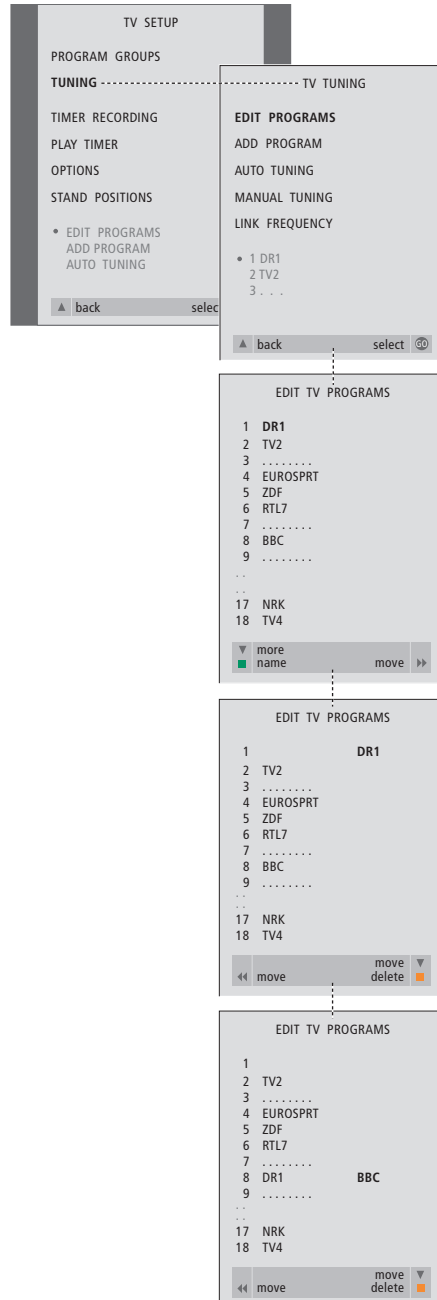 TV SETUP
PROGRAM GROUPS
TUNING
TIMER RECORDING
PLAY TIMER
OPTIONS
STAND POSITIONS
• EDIT PROGRAMS
ADD PROGRAM
AUTO TUNING
▲ back selec
TV TUNING
EDIT PROGRAMS
ADD PROGRAM
AUTO TUNING
MANUAL TUNING
LINK FREQUENCY
• 1 DR1
2 TV2
3 . . .
▲ back select GO
EDIT TV PROGRAMS
1 DR1
2 TV2
3 . . . . . . . .
4 EUROSPRT
5 ZDF
6 RTL7
7 . . . . . . . .
8 BBC
9 . . . . . . . .
. .
. .
17 NRK
18 TV4
▼ more
name move
EDIT TV PROGRAMS
1 DR1
2 TV2
3 . . . . . . . .
4 EUROSPRT
5 ZDF
6 RTL7
7 . . . . . . . .
8 BBC
9 . . . . . . . .
. .
. .
17 NRK
18 TV4
move ▼
move delete
EDIT TV PROGRAMS
1
2 TV2
3 . . . . . . . .
4 EUROSPRT
5 ZDF
6 RTL7
7 . . . . . . . .
8 DR1 BBC
9 . . . . . . . .
. .
. .
17 NRK
18 TV4
move ▼
move delete